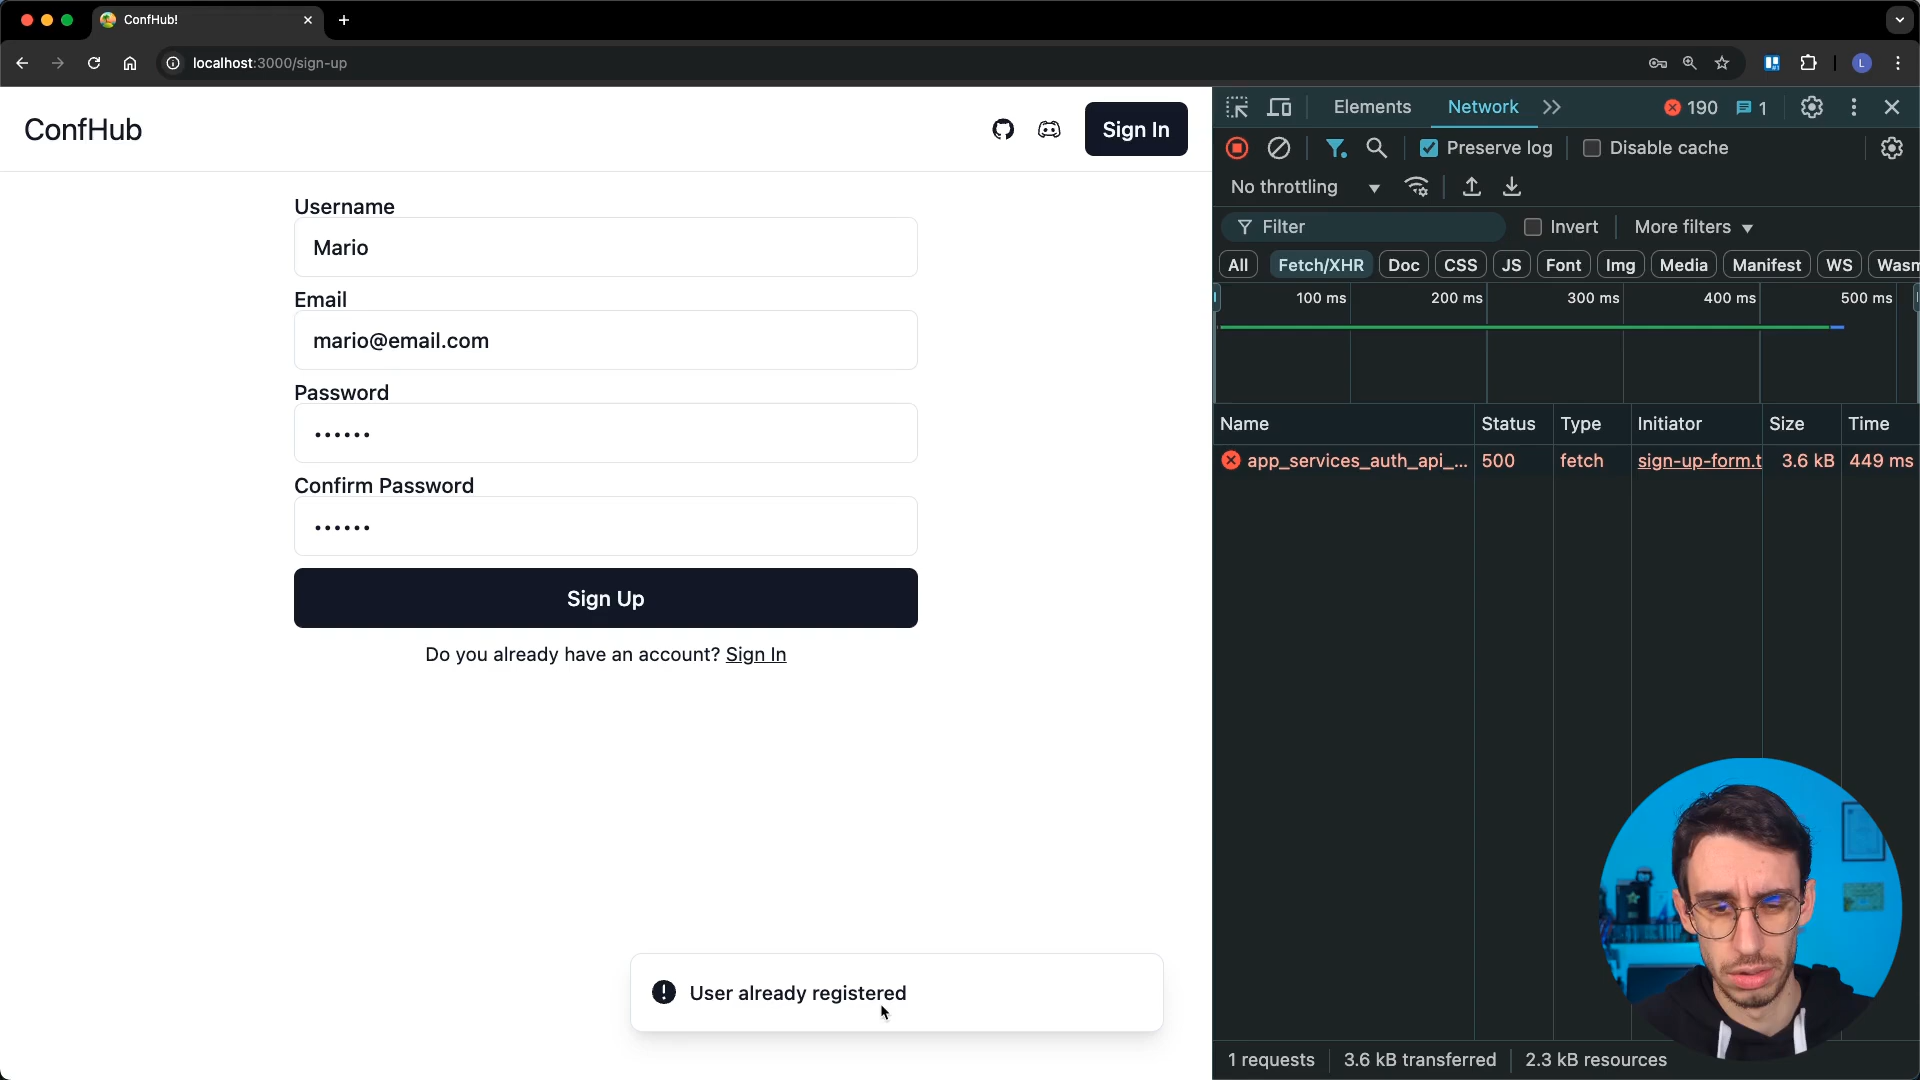 ConfHub!
localhost:3000/sign-up
L
ConfHub
Sign In
Username
Mario
Email
mario@email.com
Password
••••••
Confirm Password
••••••
Sign Up
Do you already have an account? Sign In
User already registered
Elements
Network
190
1
Preserve log
Disable cache
No throttling
Filter
Invert
More filters
All
Fetch/XHR
Doc
CSS
JS
Font
Img
Media
Manifest
WS
Wasm
100 ms
200 ms
300 ms
400 ms
500 ms
Name
Status
Type
Initiator
Size
Time
app_services_auth_api_...
500
fetch
sign-up-form.t
3.6 kB
449 ms
1 requests
3.6 kB transferred
2.3 kB resources